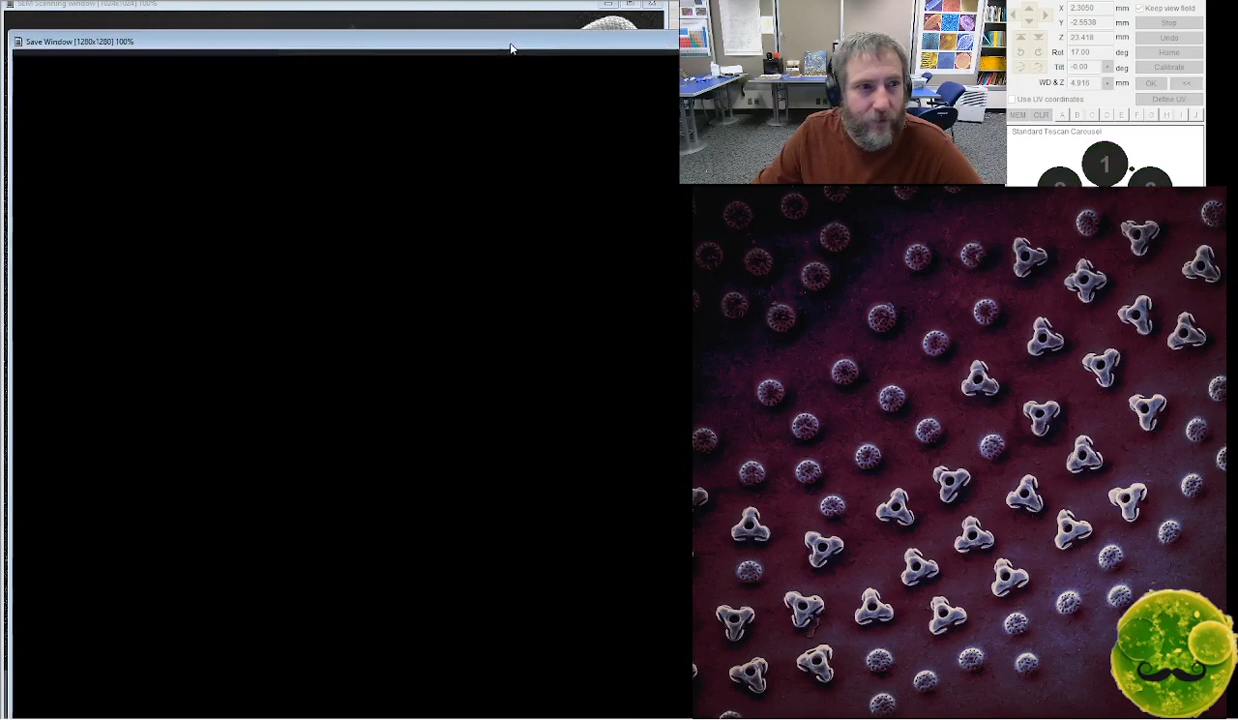 SEM Scanning window [1024x1024] 100%
Save Window [1280x1280] 100%
X 2.3050 mm Keep view field
Y -2.5538 mm Stop
Z 23.418 mm Undo
Rot 17.00 deg Home
Tilt -0.00 deg Calibrate
WD & Z 4.916 mm OK <<
Use UV coordinates Define UV
MEM CLR A B C D E F G H I J
Standard Tescan Carousel
1